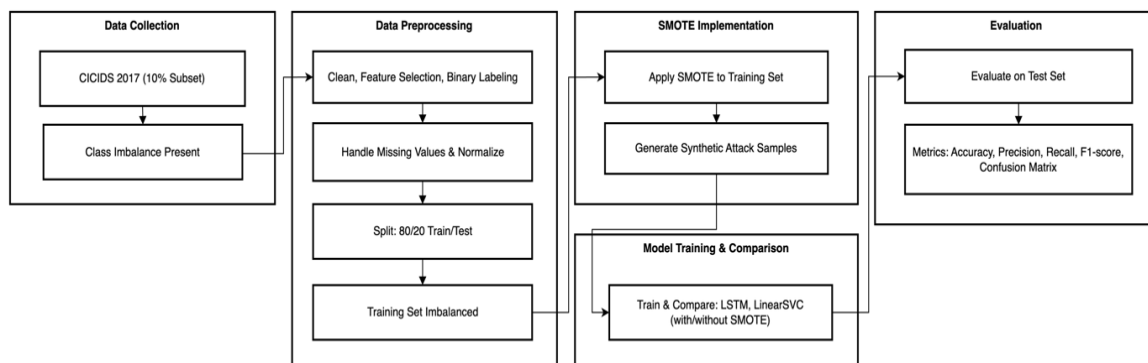 Data Collection
CICIDS 2017 (10% Subset)
Class Imbalance Present
Data Preprocessing
Clean, Feature Selection, Binary Labeling
Handle Missing Values & Normalize
Split: 80/20 Train/Test
Training Set Imbalanced
SMOTE Implementation
Apply SMOTE to Training Set
Generate Synthetic Attack Samples
Model Training & Comparison
Train & Compare: LSTM, LinearSVC
(with/without SMOTE)
Evaluation
Evaluate on Test Set
Metrics: Accuracy, Precision, Recall, F1-score,
Confusion Matrix